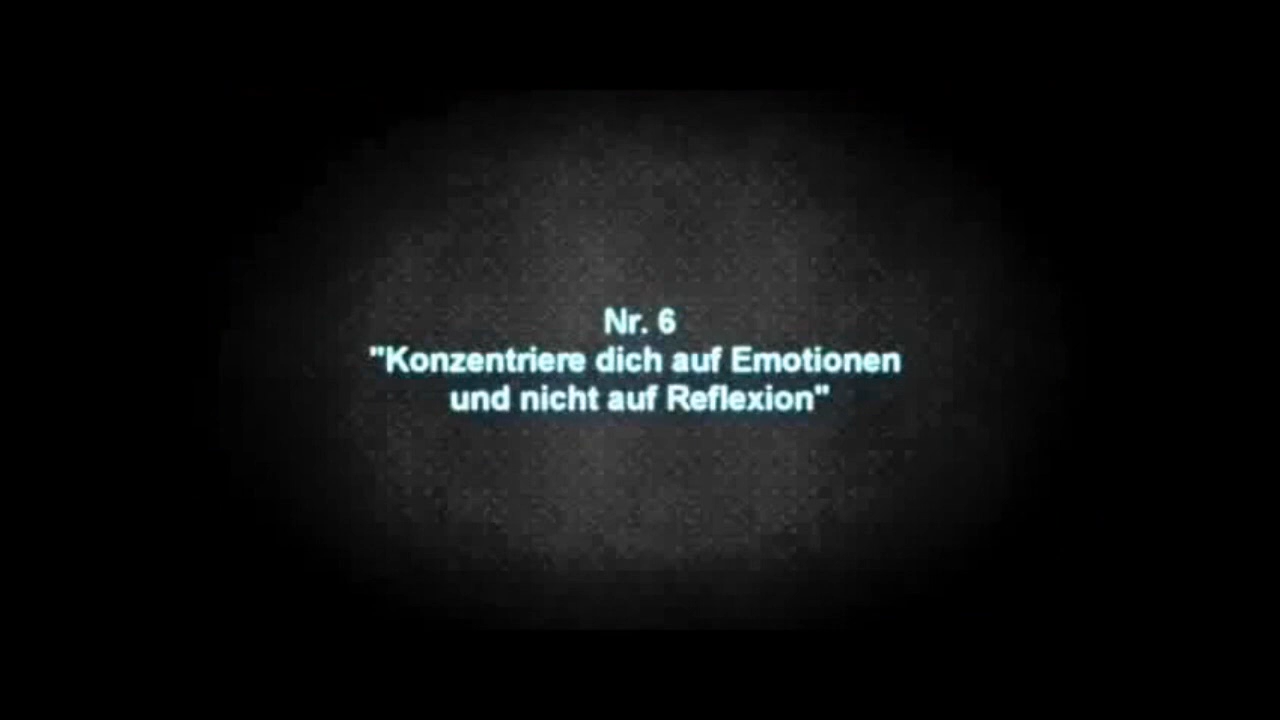 Nr. 6
"Konzentriere dich auf Emotionen
und nicht auf Reflexion"